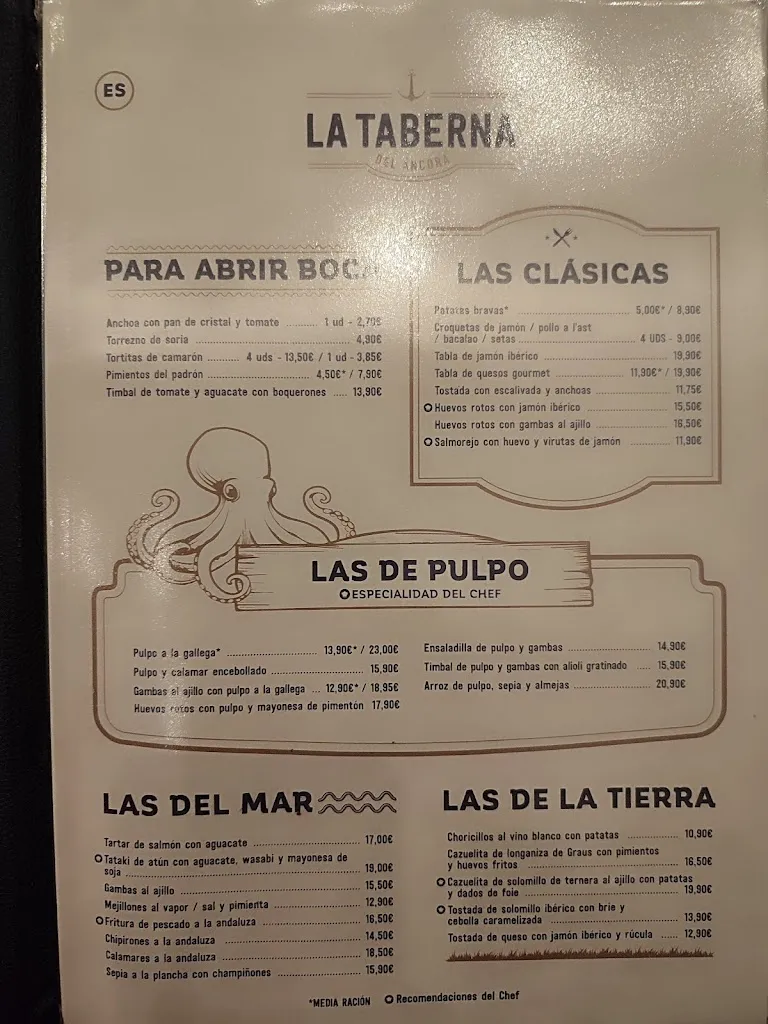 ES
LA TABERNA
DEL ANCORA
PARA ABRIR BOCA
Anchoa con pan de cristal y tomate .......... 1 ud - 2,70€
Torrezno de soria .......... 4,90€
Tortitas de camarón .......... 4 uds - 13,50€ / 1 ud - 3,85€
Pimientos del padrón .......... 4,50€* / 7,90€
Timbal de tomate y aguacate con boquerones .... 13,90€
LAS CLÁSICAS
Patatas bravas* .......... 5,00€* / 8,90€
Croquetas de jamón / pollo a l'ast
/ bacalao / setas .......... 4 UDS - 9,00€
Tabla de jamón ibérico .......... 19,90€
Tabla de quesos gourmet .......... 11,90€* / 19,90€
Tostada con escalivada y anchoas .......... 11,75€
Huevos rotos con jamón ibérico .......... 15,50€
Huevos rotos con gambas al ajillo .......... 16,50€
Salmorejo con huevo y virutas de jamón .......... 11,90€
LAS DE PULPO
ESPECIALIDAD DEL CHEF
Pulpo a la gallega* .......... 13,90€* / 23,00€
Pulpo y calamar encebollado .......... 15,90€
Gambas al ajillo con pulpo a la gallega ... 12,90€* / 18,95€
Huevos rotos con pulpo y mayonesa de pimentón 17,90€
Ensaladilla de pulpo y gambas .......... 14,90€
Timbal de pulpo y gambas con alioli gratinado .... 15,90€
Arroz de pulpo, sepia y almejas .......... 20,90€
LAS DEL MAR
Tartar de salmón con aguacate .......... 17,00€
Tataki de atún con aguacate, wasabi y mayonesa de
soja .......... 19,00€
Gambas al ajillo .......... 15,50€
Mejillones al vapor / sal y pimienta .......... 12,90€
Fritura de pescado a la andaluza .......... 16,50€
Chipirones a la andaluza .......... 14,50€
Calamares a la andaluza .......... 18,50€
Sepia a la plancha con champiñones .......... 15,90€
LAS DE LA TIERRA
Choricillos al vino blanco con patatas .......... 10,90€
Cazuelita de longaniza de Graus con pimientos
y huevos fritos .......... 16,50€
Cazuelita de solomillo de ternera al ajillo con patatas
y dados de foie .......... 19,90€
Tostada de solomillo ibérico con brie y
cebolla caramelizada .......... 13,90€
Tostada de queso con jamón ibérico y rúcula ..... 12,90€
*MEDIA RACIÓN Recomendaciones del Chef